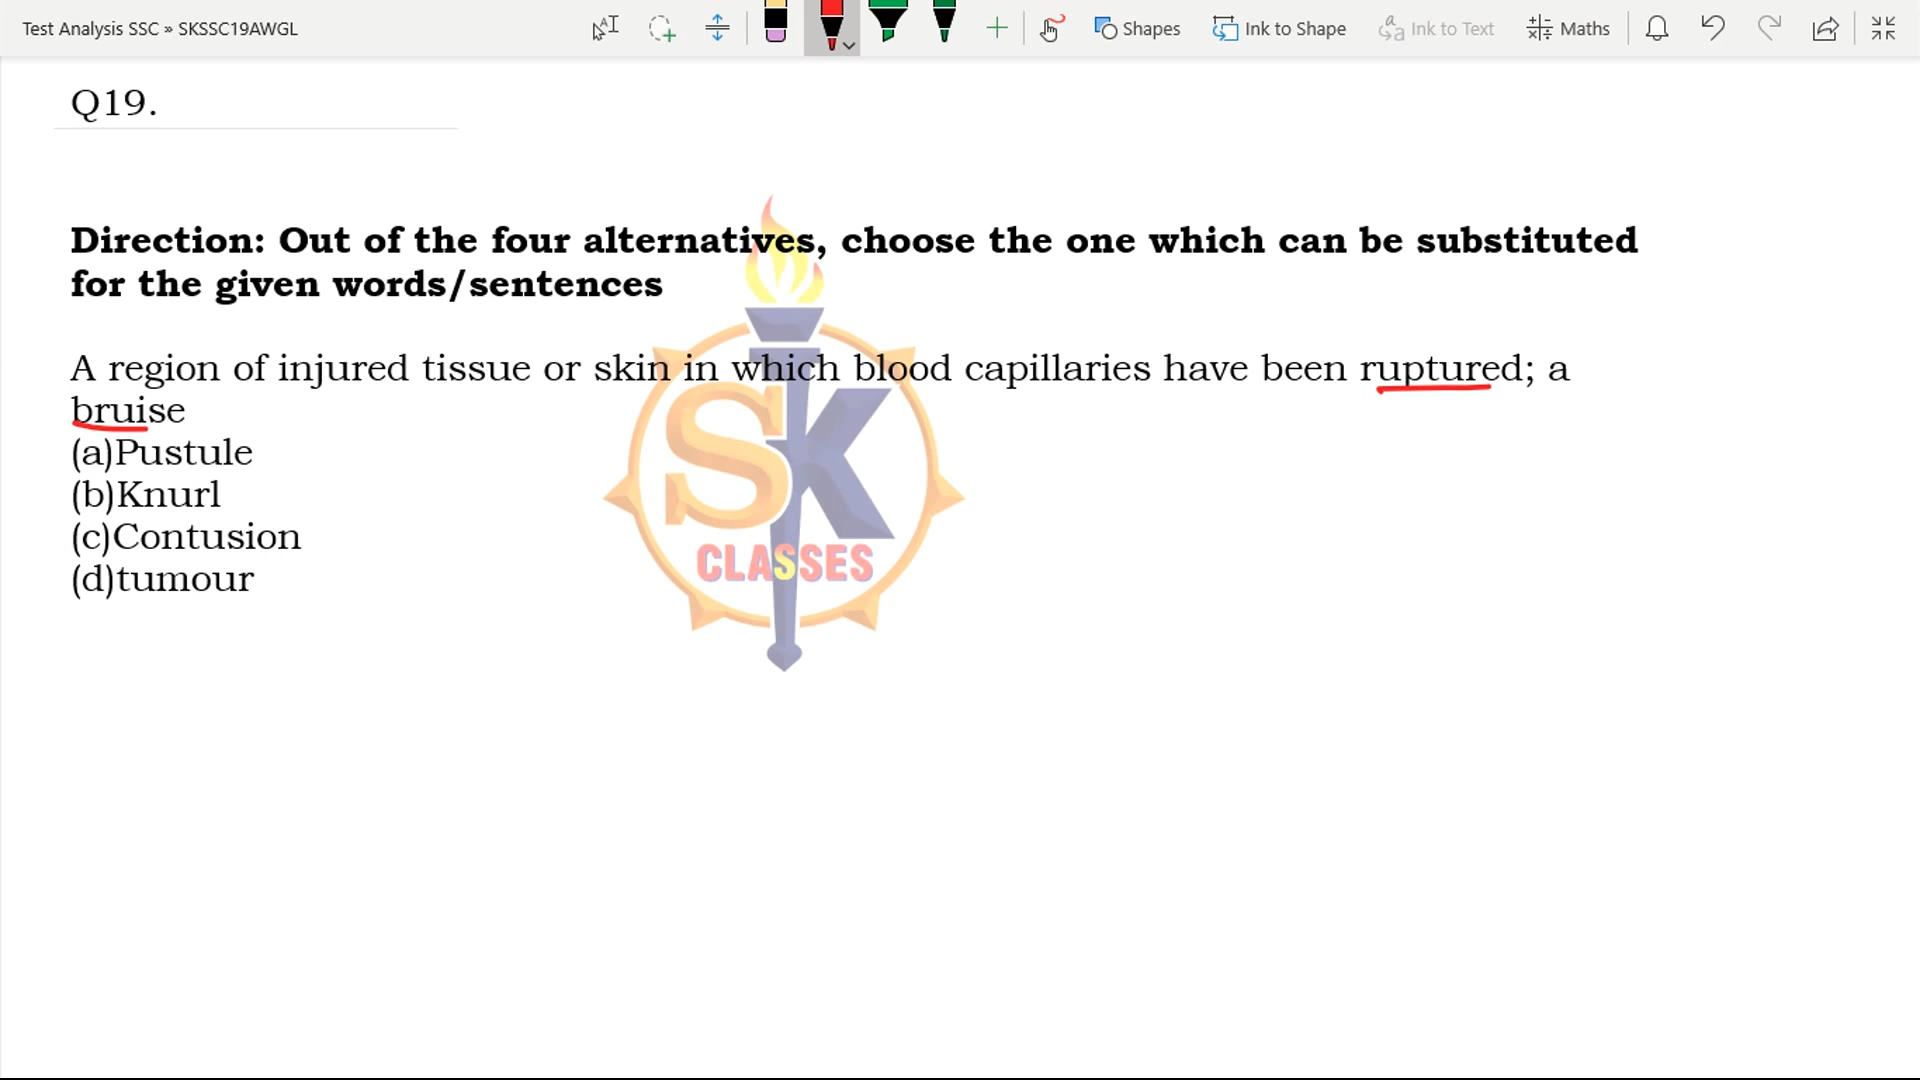 Test Analysis SSC » SKSSC19AWGL
Shapes
Ink to Shape
Ink to Text
Maths
Q19.
Direction: Out of the four alternatives, choose the one which can be substituted
for the given words/sentences
A region of injured tissue or skin in which blood capillaries have been ruptured; a
bruise
(a)Pustule
(b)Knurl
(c)Contusion
(d)tumour
SK
CLASSES